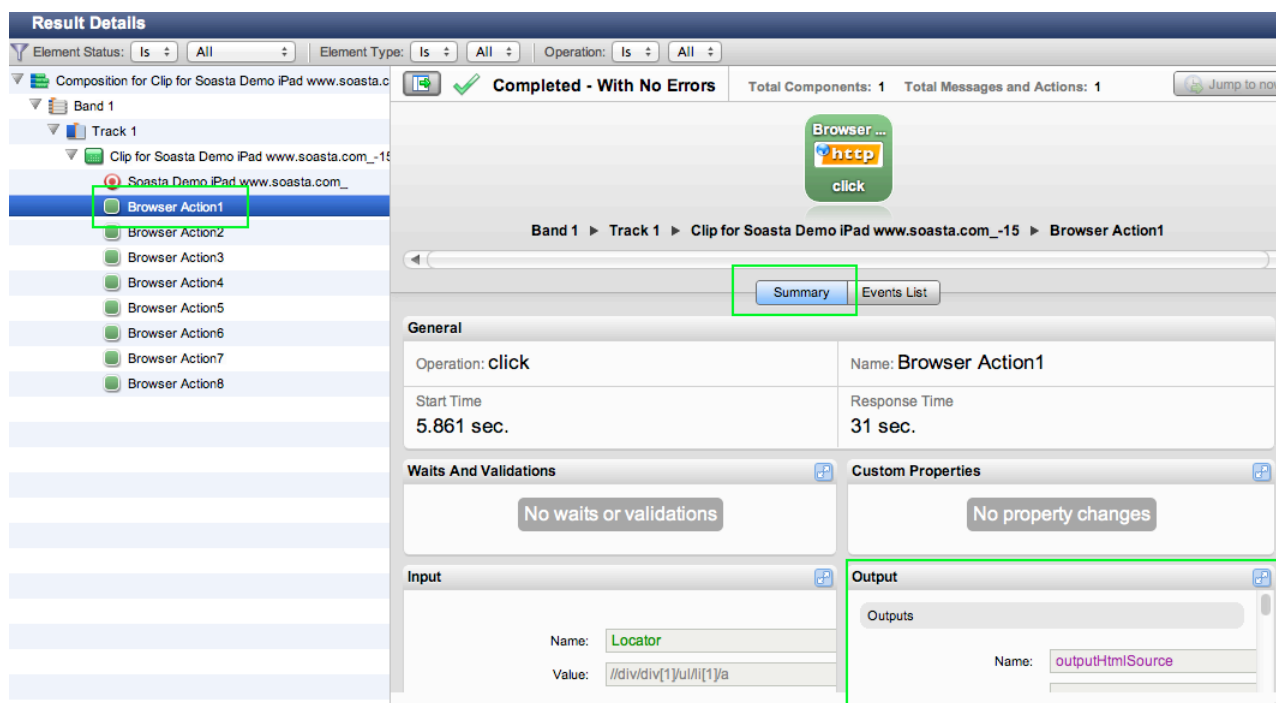 Result Details
Element Status: Is All Element Type: Is All Operation: Is All
Composition for Clip for Soasta Demo iPad www.soasta.c
Band 1
Track 1
Clip for Soasta Demo iPad www.soasta.com_-15
Soasta Demo iPad www.soasta.com_
Browser Action1
Browser Action2
Browser Action3
Browser Action4
Browser Action5
Browser Action6
Browser Action7
Browser Action8
Completed - With No Errors Total Components: 1 Total Messages and Actions: 1 Jump to now
Browser ...
http
click
Band 1 ▶ Track 1 ▶ Clip for Soasta Demo iPad www.soasta.com_-15 ▶ Browser Action1
Summary Events List
General
Operation: click Name: Browser Action1
Start Time Response Time
5.861 sec. 31 sec.
Waits And Validations Custom Properties
No waits or validations No property changes
Input Output
Outputs
Name: Locator
Name: outputHtmlSource
Value: //div/div[1]/ul/li[1]/a